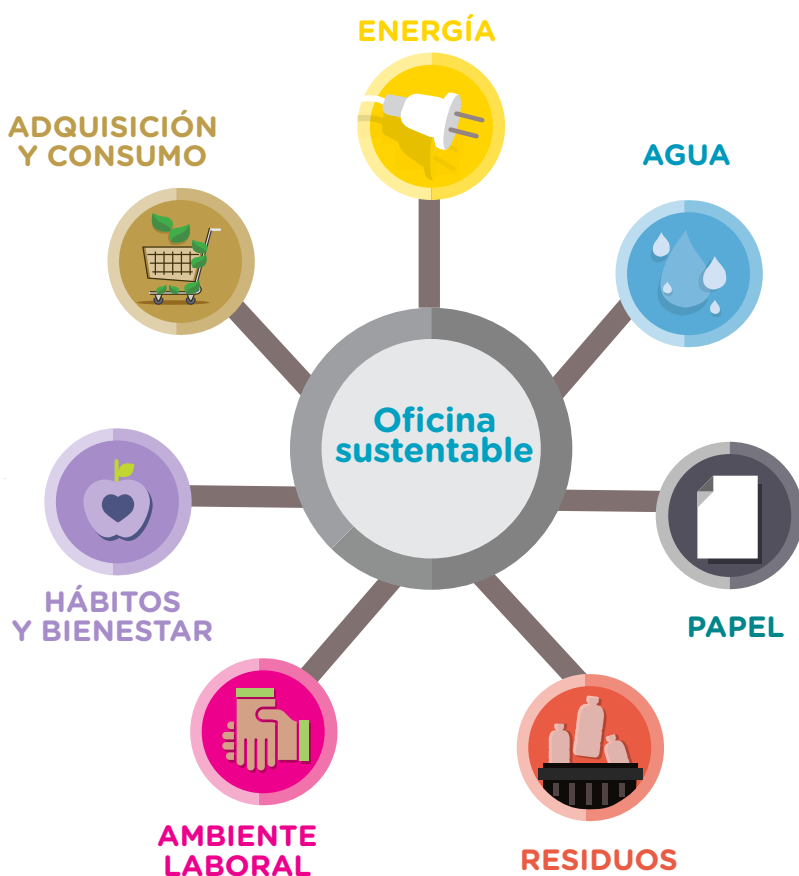 ENERGÍA
ADQUISICIÓN
Y CONSUMO
AGUA
Oficina
sustentable
HÁBITOS
Y BIENESTAR
PAPEL
AMBIENTE
LABORAL
RESIDUOS